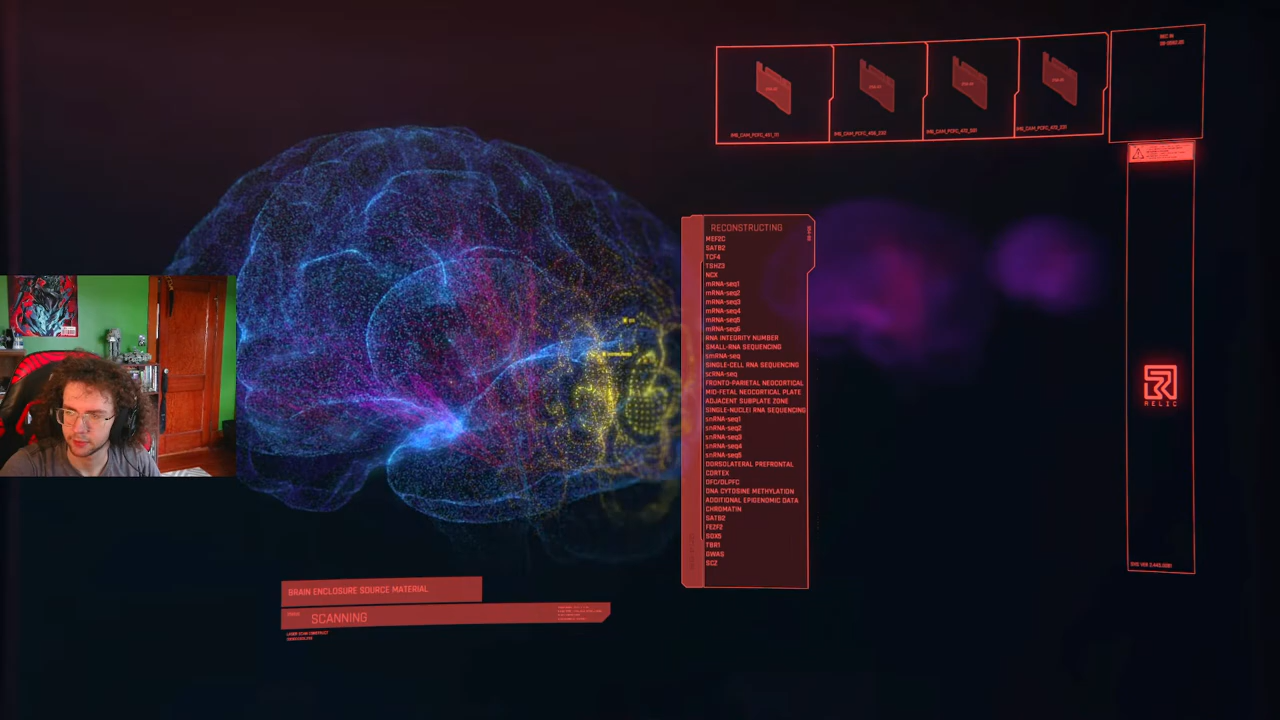 RECONSTRUCTING
MEF2C
SATB2
TCF4
TSHZ3
NCX
mRNA-seq1
mRNA-seq2
mRNA-seq3
mRNA-seq4
mRNA-seq5
mRNA-seq6
RNA INTEGRITY NUMBER
SMALL-RNA SEQUENCING
smRNA-seq
SINGLE-CELL RNA SEQUENCING
scRNA-seq
FRONTO-PARIETAL NEOCORTICAL
MID-FETAL NEOCORTICAL PLATE
ADJACENT SUBPLATE ZONE
SINGLE-NUCLEI RNA SEQUENCING
snRNA-seq1
snRNA-seq2
snRNA-seq3
snRNA-seq4
snRNA-seq5
DORSOLATERAL PREFRONTAL
CORTEX
DFC/DLPFC
DNA CYTOSINE METHYLATION
ADDITIONAL EPIGENOMIC DATA
CHROMATIN
SATB2
FEZF2
SOX5
TBR1
GWAS
SCZ
RELIC
BRAIN ENCLOSURE SOURCE MATERIAL
SCANNING